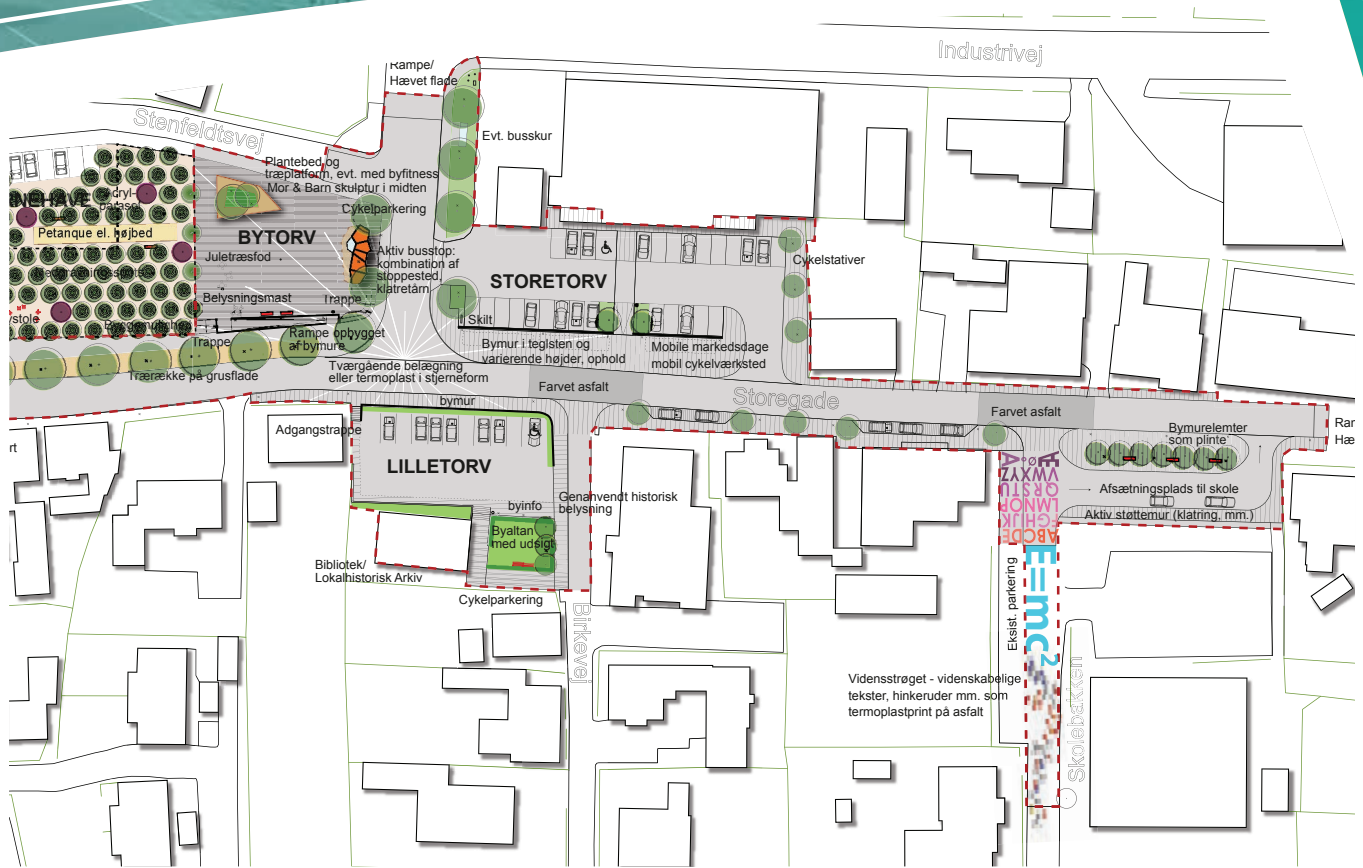 Industrivej
Rampe/
Hævet flade
Stenfeldtsvej
Evt. busskur
Plantebed og
træplatform, evt. med byfitness
Mor & Barn skulptur i midten
Cykelparkering
NEHAVE
Petanque el. højbed
BYTORV
Juletræsfod
Aktiv busstop:
kombination af
stoppested,
klatretårn
Cykelstativer
STORETORV
Belysningsmast
Trappe
Skilt
Trappe
Rampe opbygget
af bymure
Bymur i teglsten og
varierende højder, ophold
Mobile markedsdage
mobil cykelværksted
Trærække på grusflade
Tværgående belægning
eller termoplast i stjerneform
Farvet asfalt
Storegade
Farvet asfalt
bymur
Adgangstrappe
Bymurelemter
som plinte
LILLETORV
byinfo
Genahvendt historisk
belysning
Byaltan
med udsigt
Bibliotek/
Lokalhistorisk Arkiv
Cykelparkering
Birkevej
ÆØÅ
VWXYZ
QRSTU
LMNOP
FGHIJK
ABCDE
Afsætningsplads til skole
Aktiv støttemur (klatring, mm.)
E=mc²
Eksist. parkering
Vidensstrøget - videnskabelige
tekster, hinkeruder mm. som
termoplastprint på asfalt
Skolebakken